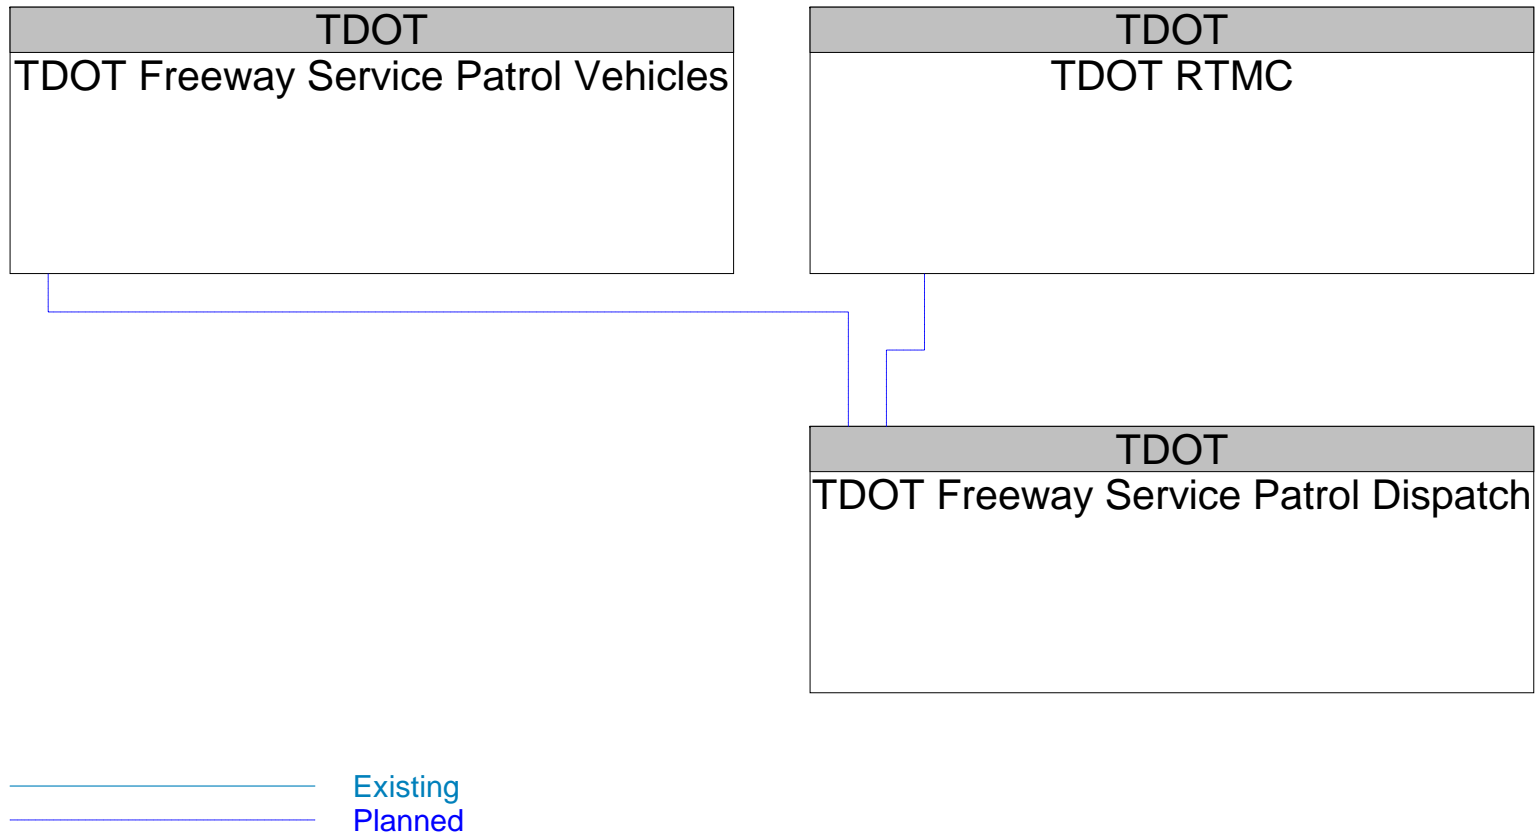 TDOT
TDOT Freeway Service Patrol Vehicles
TDOT
TDOT RTMC
TDOT
TDOT Freeway Service Patrol Dispatch
Existing
Planned